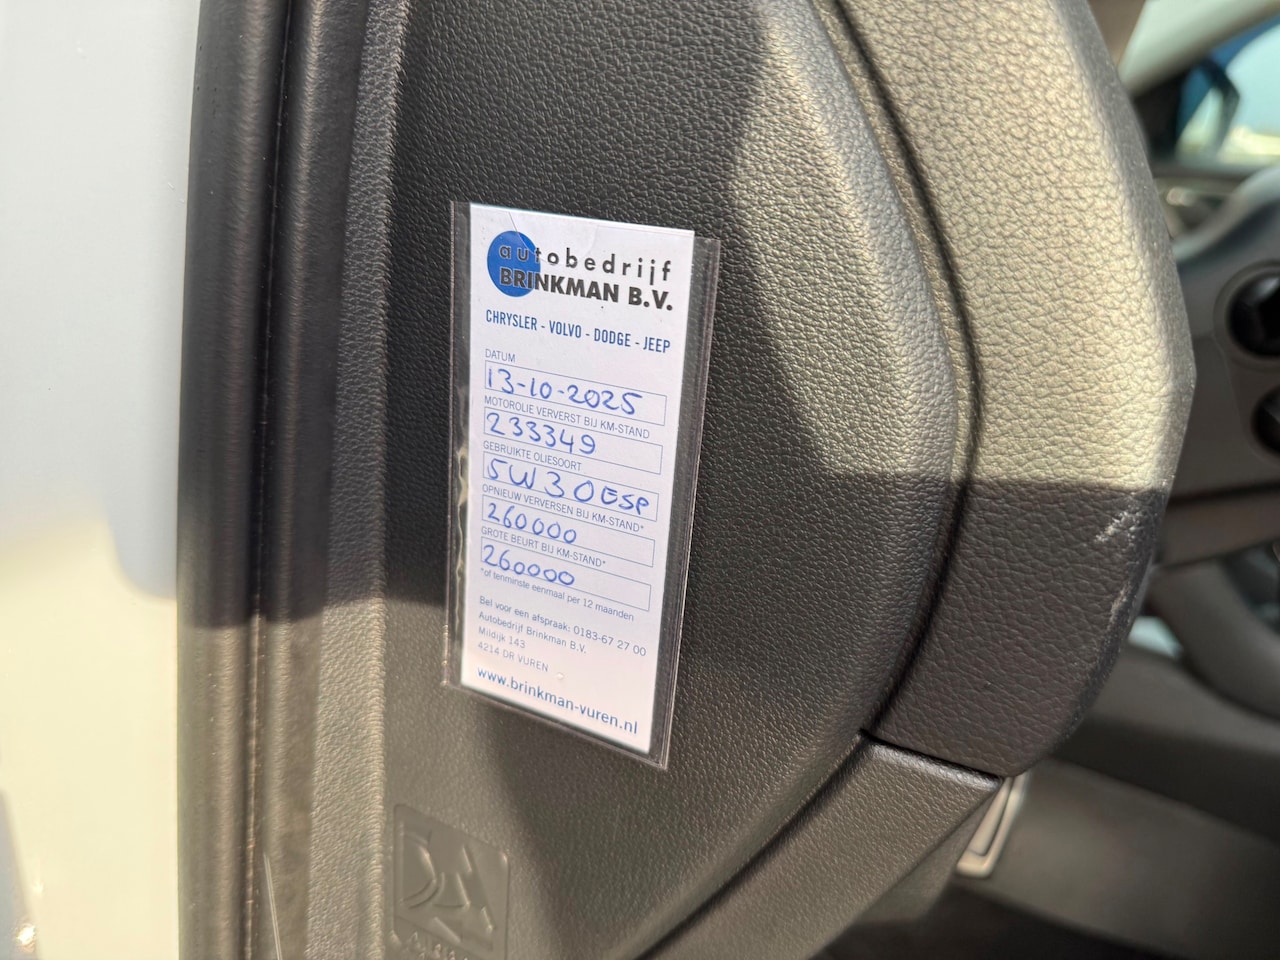 autobedrijf
BRINKMAN B.V.
CHRYSLER - VOLVO - DODGE - JEEP
DATUM
13-10-2025
MOTOROLIE VERVERST BIJ KM-STAND
233349
GEBRUIKTE OLIESOORT
5W30 ESP
OPNIEUW VERVERSEN BIJ KM-STAND*
260000
GROTE BEURT BIJ KM-STAND*
260000
*of tenminste eenmaal per 12 maanden
Bel voor een afspraak: 0183-67 27 00
Autobedrijf Brinkman B.V.
Mildijk 143
4214 DR VUREN
www.brinkman-vuren.nl